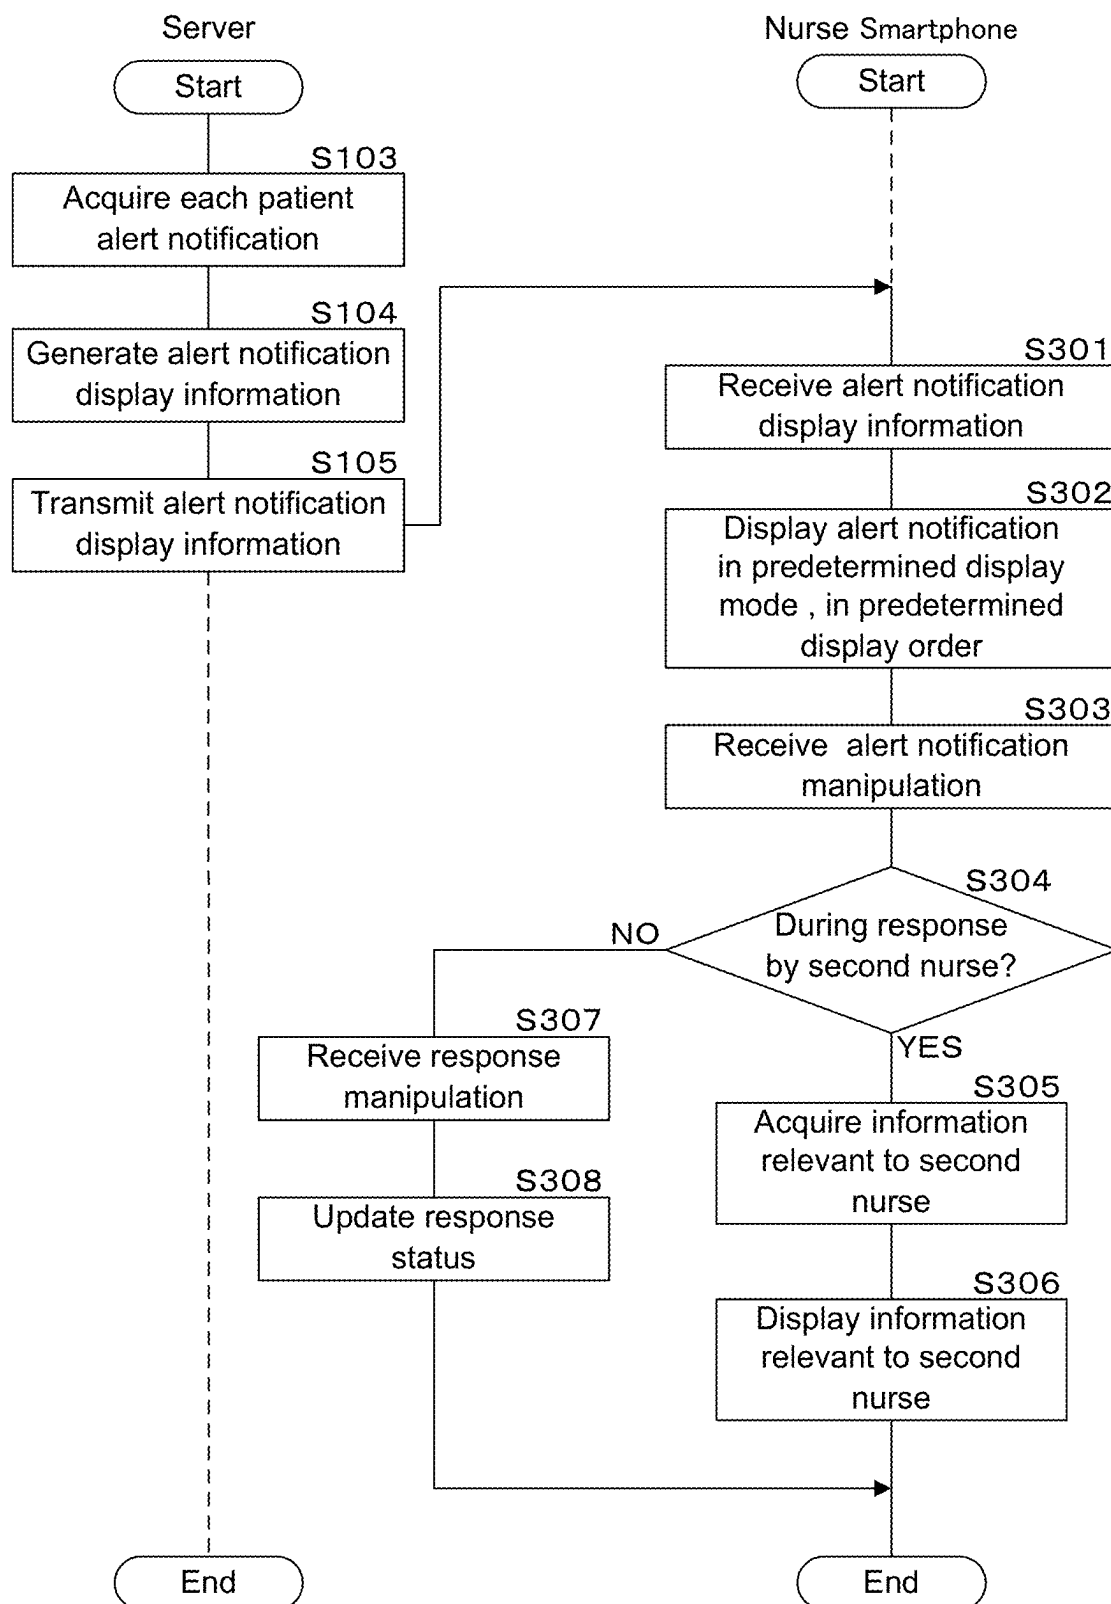 Server
Start
S103
Acquire each patient
alert notification
S104
Generate alert notification
display information
S105
Transmit alert notification
display information
End
Nurse Smartphone
Start
S301
Receive alert notification
display information
S302
Display alert notification
in predetermined display
mode , in predetermined
display order
S303
Receive alert notification
manipulation
S304
During response
by second nurse?
NO
S307
Receive response
manipulation
S308
Update response
status
YES
S305
Acquire information
relevant to second
nurse
S306
Display information
relevant to second
nurse
End